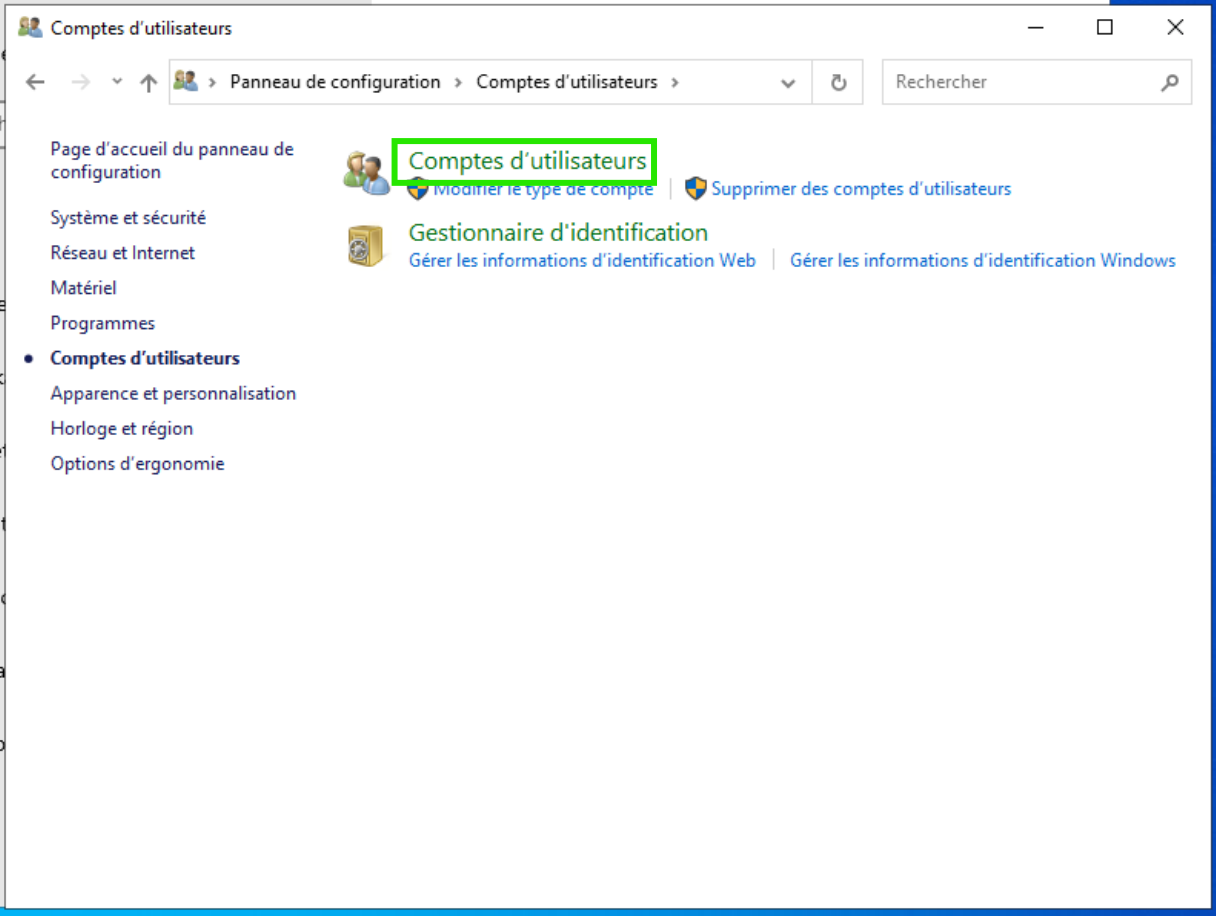 Comptes d’utilisateurs
Panneau de configuration > Comptes d’utilisateurs >
Rechercher
Page d’accueil du panneau de
configuration
Système et sécurité
Réseau et Internet
Matériel
Programmes
Comptes d’utilisateurs
Apparence et personnalisation
Horloge et région
Options d’ergonomie
Comptes d’utilisateurs
Modifier le type de compte
Supprimer des comptes d’utilisateurs
Gestionnaire d'identification
Gérer les informations d’identification Web
Gérer les informations d’identification Windows